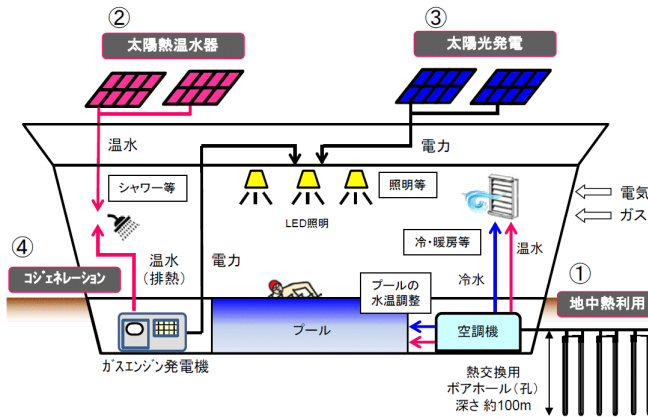 ②
太陽熱温水器
③
太陽光発電
温水
電力
シャワー等
照明等
LED照明
電気
ガス
冷・暖房等
温水
④
コジェネレーション
温水
(排熱)
電力
冷水
プールの
水温調整
①
地中熱利用
プール
空調機
ガスエンジン発電機
熱交換用
ボアホール(孔)
深さ 約100m